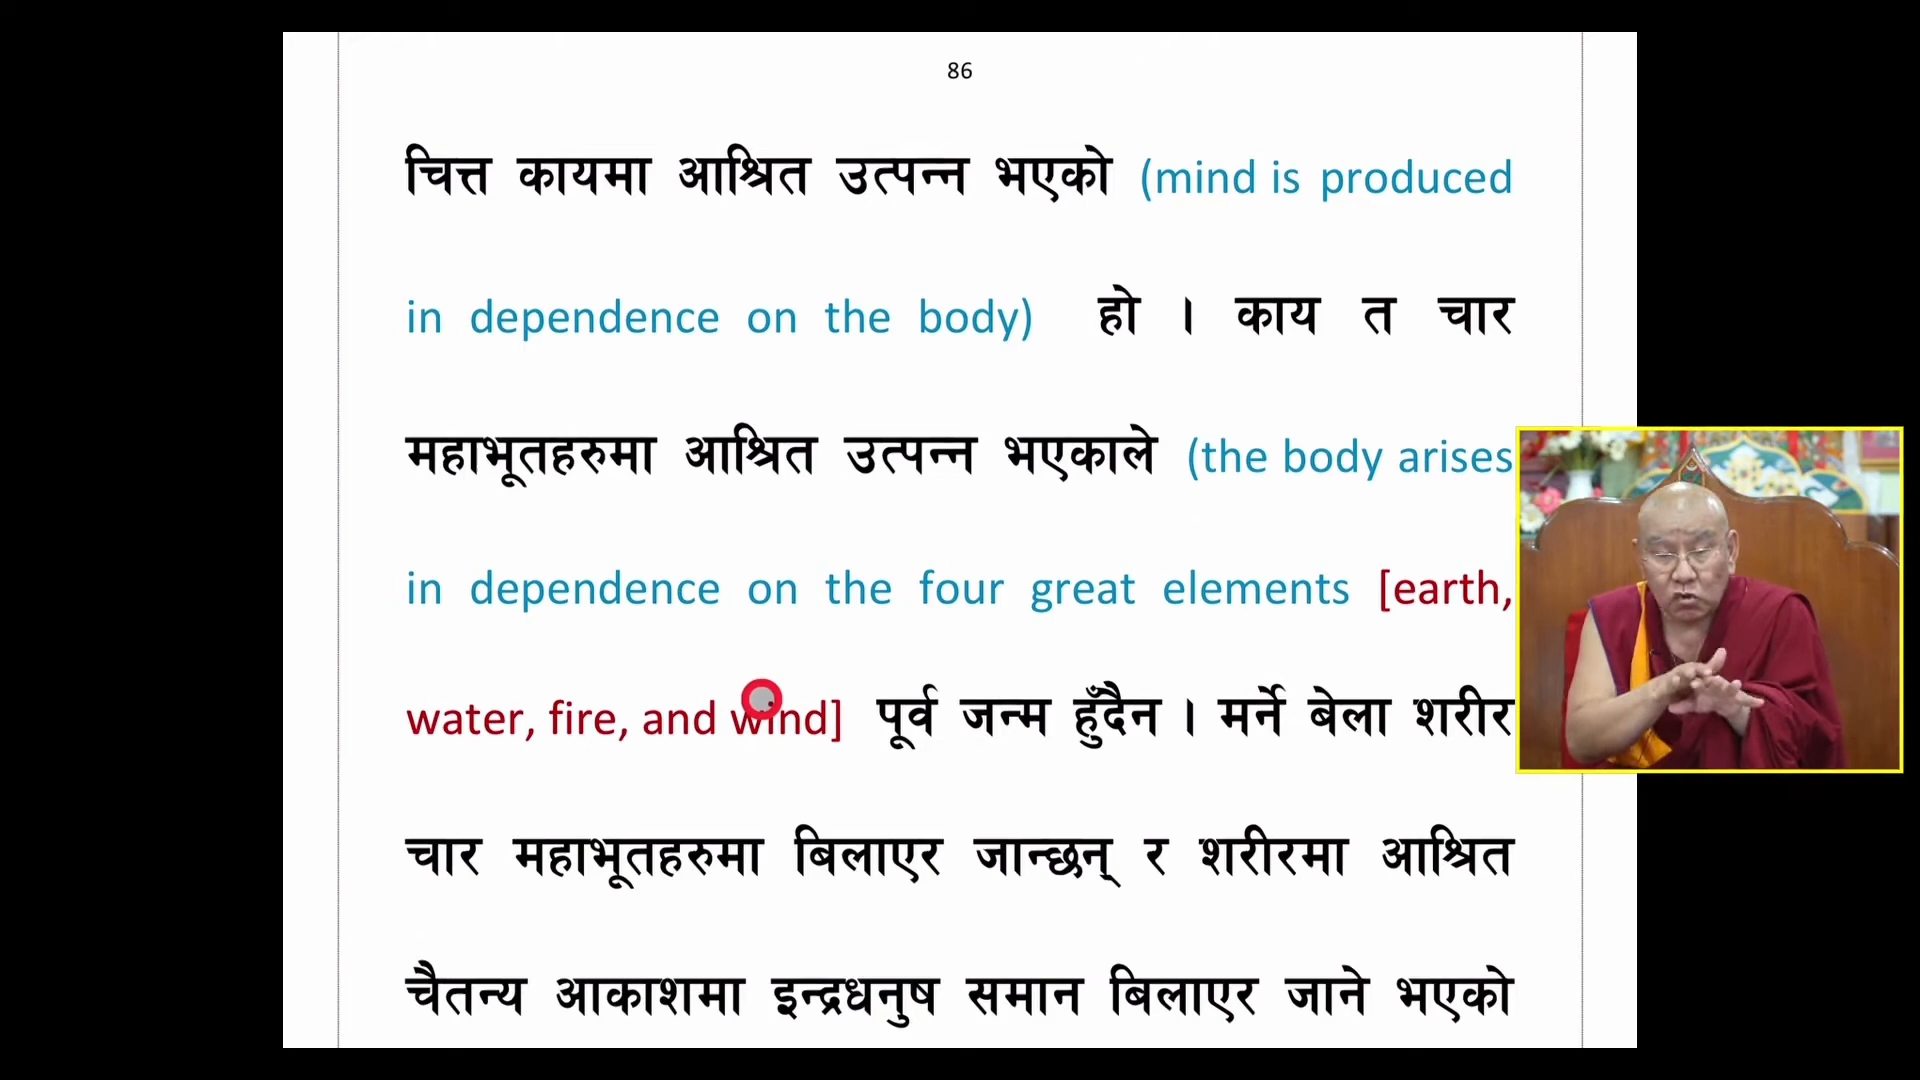 86
चित्त कायमा आश्रित उत्पन्न भएको (mind is produced
in dependence on the body) हो । काय त चार
महाभूतहरुमा आश्रित उत्पन्न भएकाले (the body arises
in dependence on the four great elements [earth,
water, fire, and wind] पूर्व जन्म हुँदैन । मर्ने बेला शरीर
चार महाभूतहरुमा बिलाएर जान्छन् र शरीरमा आश्रित
चैतन्य आकाशमा इन्द्रधनुष समान बिलाएर जाने भएको